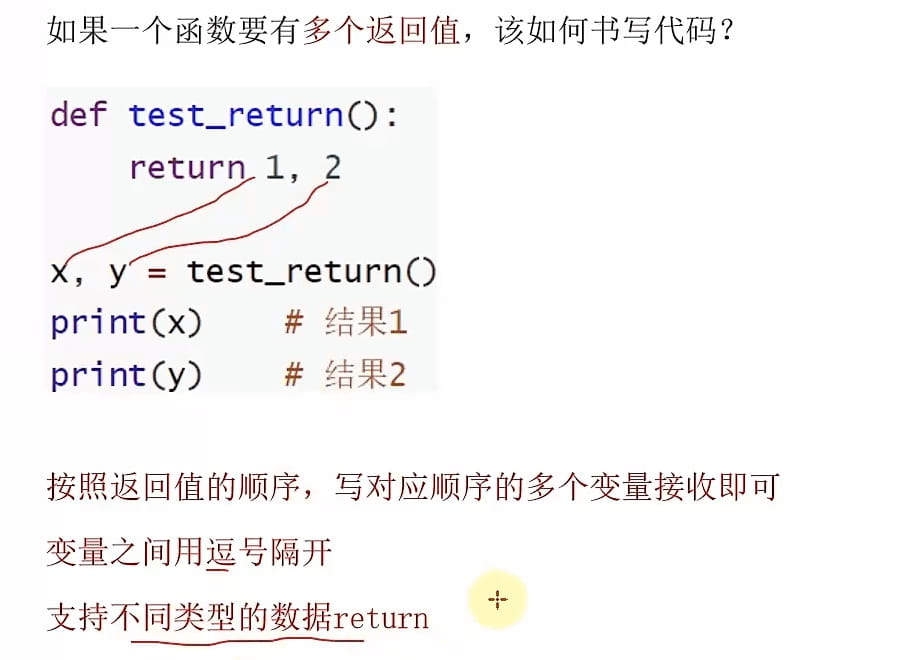 如果一个函数要有多个返回值，该如何书写代码？
def test_return():
    return 1, 2
x, y = test_return()
print(x)    # 结果1
print(y)    # 结果2
按照返回值的顺序，写对应顺序的多个变量接收即可
变量之间用逗号隔开
支持不同类型的数据return